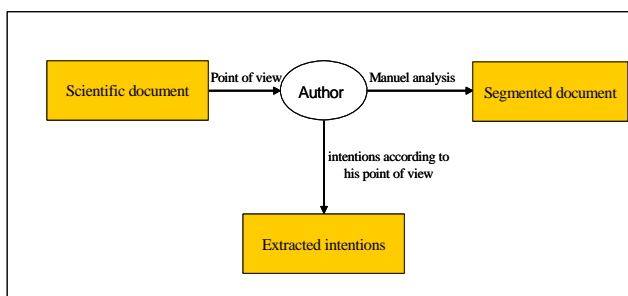 Point of view
Manuel analysis
Scientific document
Author
Segmented document
intentions according to
his point of view
Extracted intentions